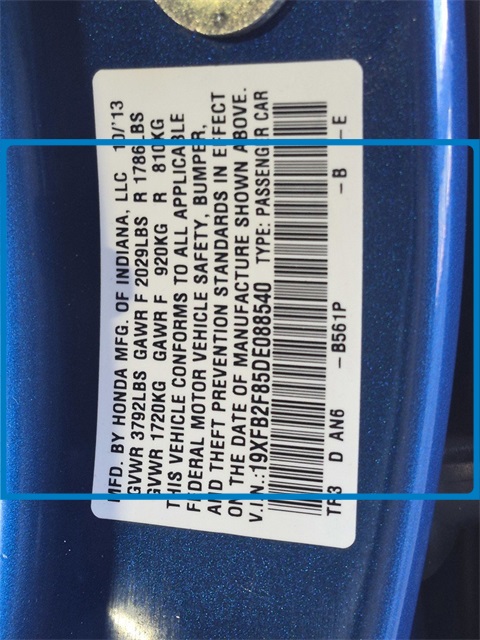 MFD. BY HONDA MFG. OF INDIANA, LLC 10/'13
GVWR 3792LBS GAWR F 2029LBS R 1786LBS
GVWR 1720KG GAWR F 920KG R 810KG
THIS VEHICLE CONFORMS TO ALL APPLICABLE
FEDERAL MOTOR VEHICLE SAFETY, BUMPER,
AND THEFT PREVENTION STANDARDS IN EFFECT
ON THE DATE OF MANUFACTURE SHOWN ABOVE.
V.I.N.:19XFB2F85DE088540 TYPE: PASSENGER CAR
TR3 D AN6 -B561P -B -E